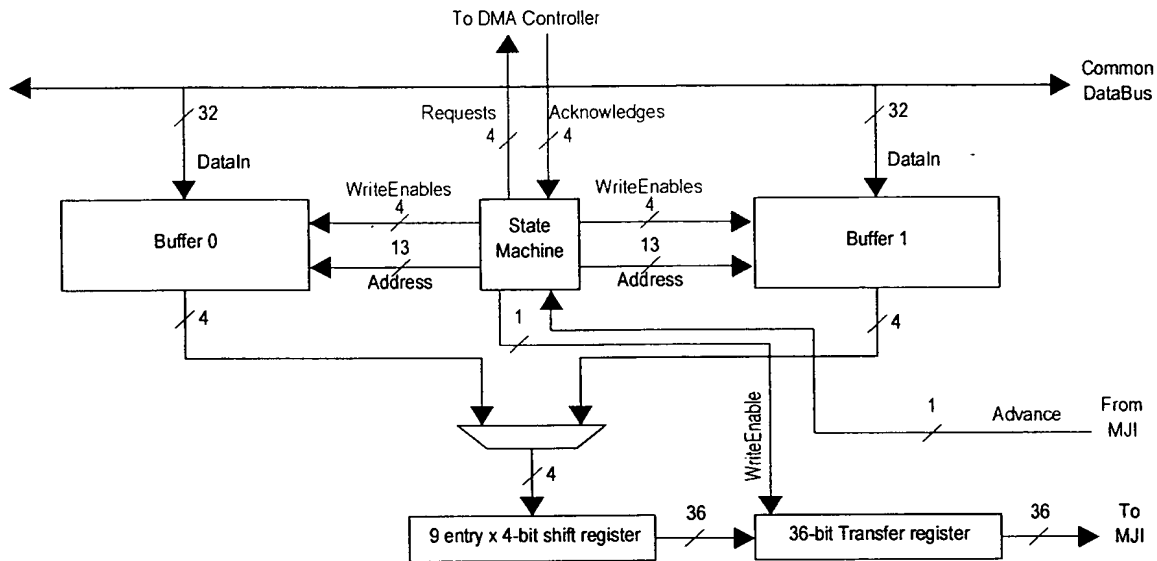 To DMA Controller
Common
DataBus
32
Requests
4
Acknowledges
4
32
DataIn
DataIn
WriteEnables
4
WriteEnables
4
State
Machine
Buffer 0
Buffer 1
13
Address
13
Address
4
1
4
1
Advance
From
MJI
WriteEnable
4
9 entry x 4-bit shift register
36
36-bit Transfer register
36
To
MJI